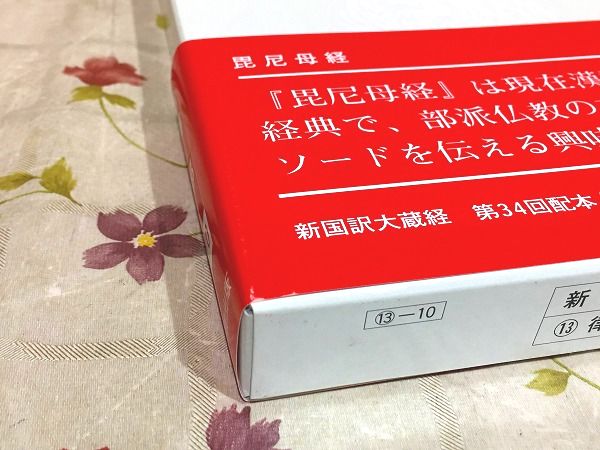 毘尼母経
『毘尼母経』は現在漢
経典で、部派仏教の
ソードを伝える興味
新国訳大蔵経 第34回配本
⑬―10
新
⑬ 律